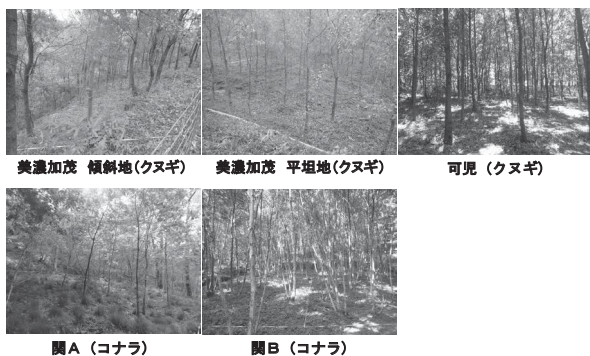 美濃加茂 傾斜地(クヌギ)
美濃加茂 平坦地(クヌギ)
可児 (クヌギ)
関A (コナラ)
関B (コナラ)